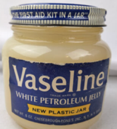 FIRST AID KIT IN A JAR
Vaseline
WHITE PETROLEUM JELLY
NEW PLASTIC JAR